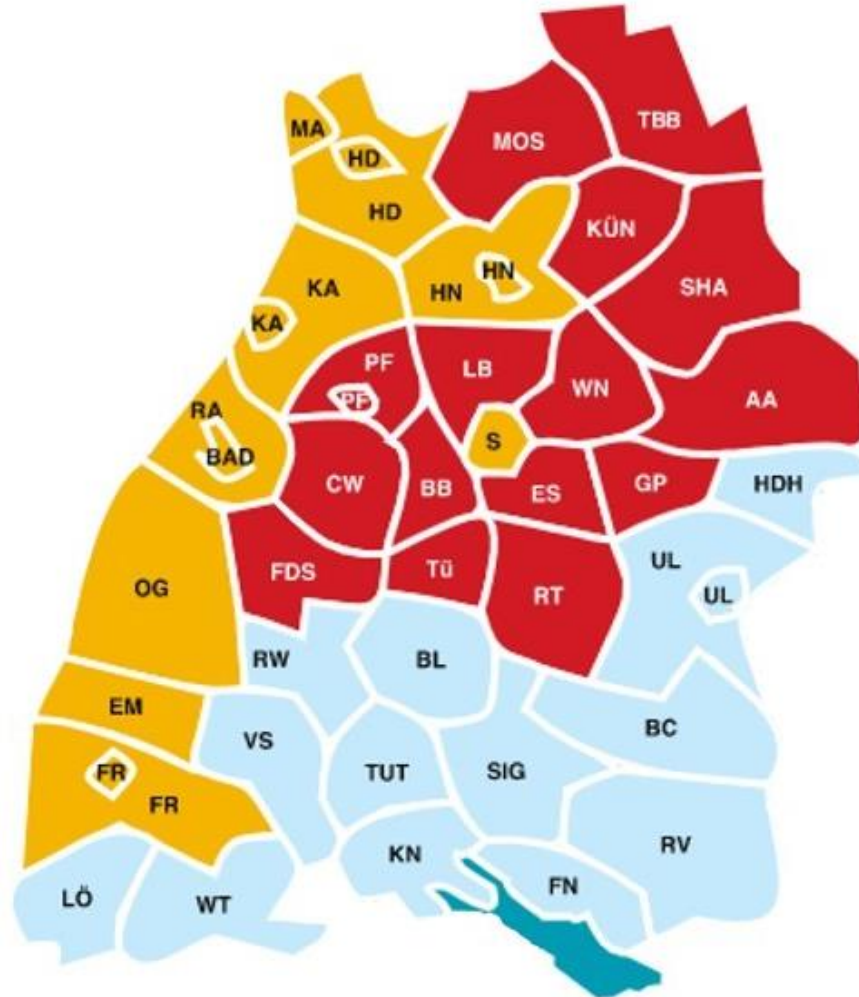 MA
HD
HD
MOS
TBB
KÜN
HN
HN
KA
KA
SHA
PF
PF
LB
WN
AA
RA
BAD
S
CW
BB
ES
GP
HDH
OG
FDS
Tü
RT
UL
UL
RW
BL
EM
VS
BC
FR
FR
TUT
SIG
KN
RV
FN
LÖ
WT